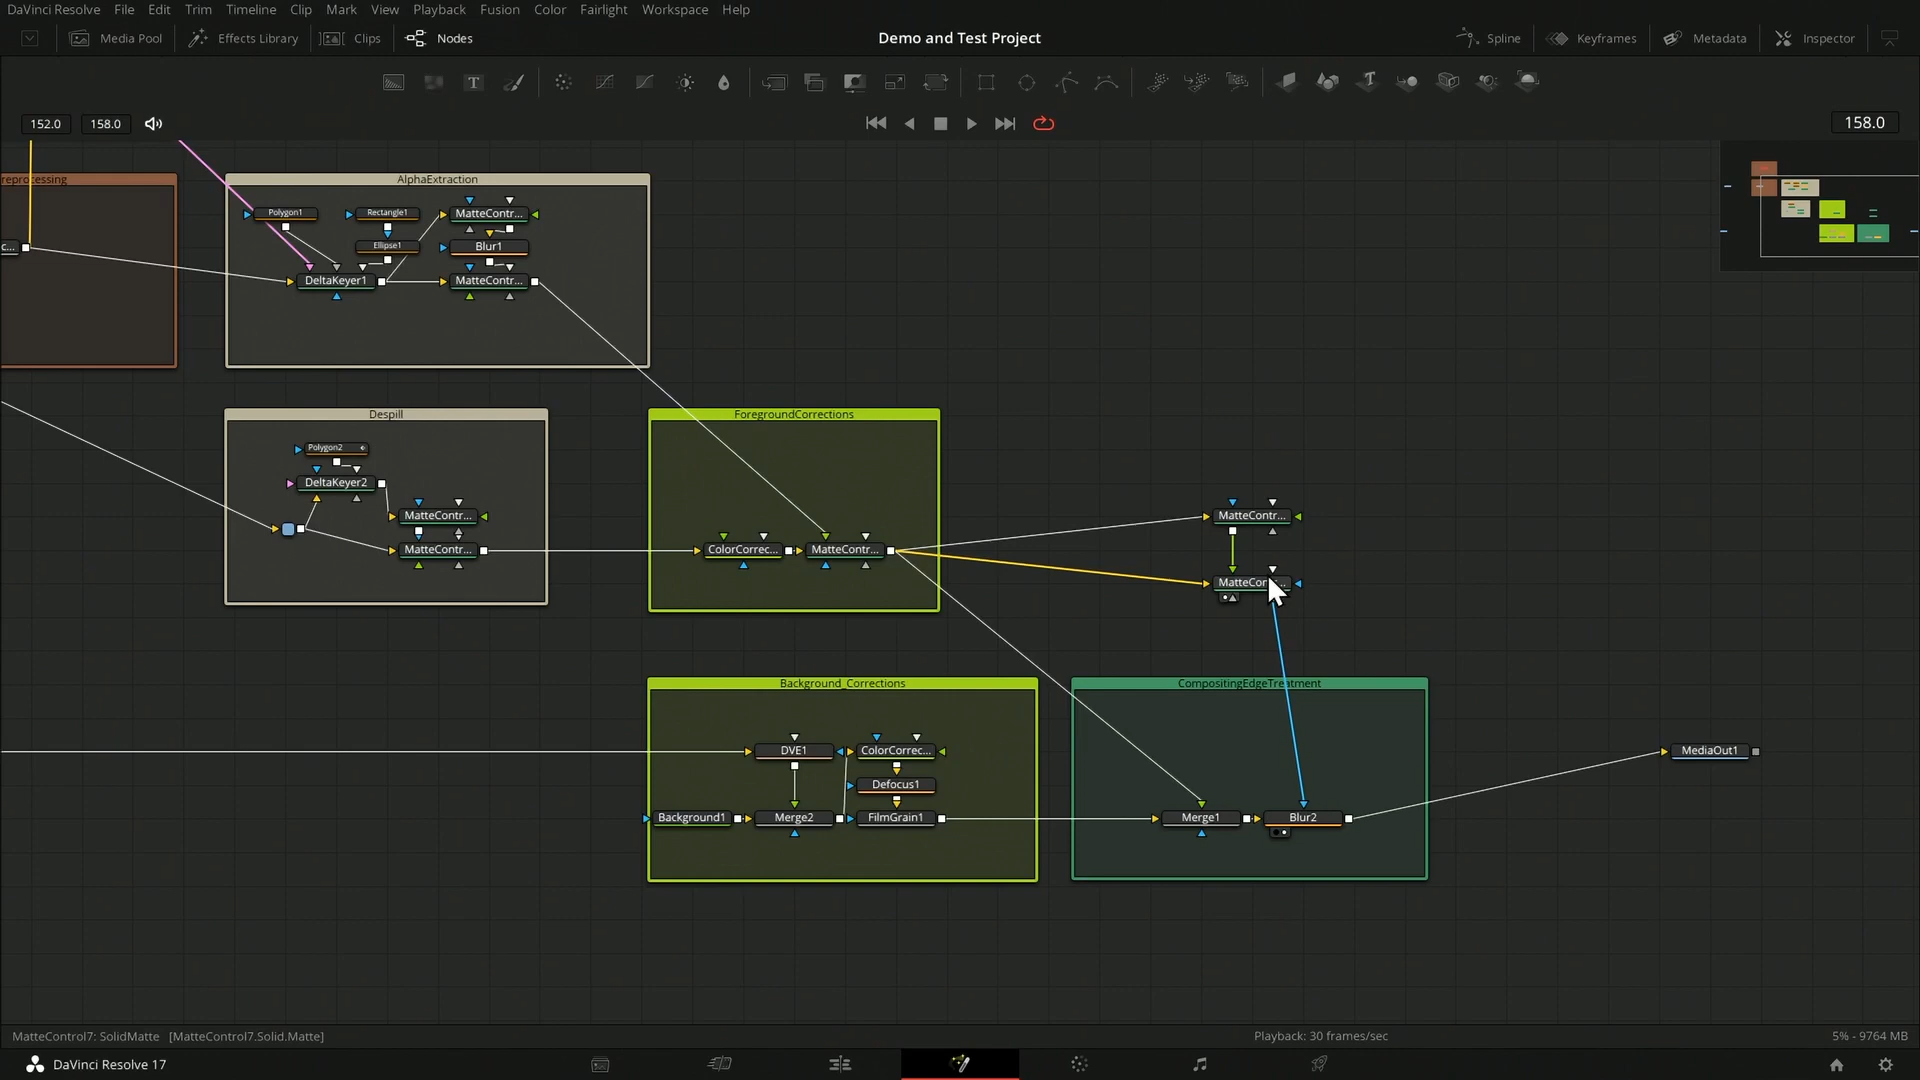 DaVinci Resolve File Edit Trim Timeline Clip Mark View Playback Fusion Color Fairlight Workspace Help
Media Pool Effects Library Clips Nodes Demo and Test Project Spline Keyframes Metadata Inspector
T T
152.0 158.0 158.0
reprocessing AlphaExtraction
Polygon1 Rectangle1 MatteContr...
c... Ellipse1 Blur1
DeltaKeyer1 MatteContr...
Despill ForegroundCorrections
Polygon2
DeltaKeyer2
MatteContr... MatteContr...
MatteContr... ColorCorrec... MatteContr...
MatteCon...
Background_Corrections CompositingEdgeTreatment
DVE1 ColorCorrec... MediaOut1
Defocus1
Background1 Merge2 FilmGrain1 Merge1 Blur2
MatteControl7: SolidMatte [MatteControl7.Solid.Matte] Playback: 30 frames/sec 5% - 9764 MB
DaVinci Resolve 17